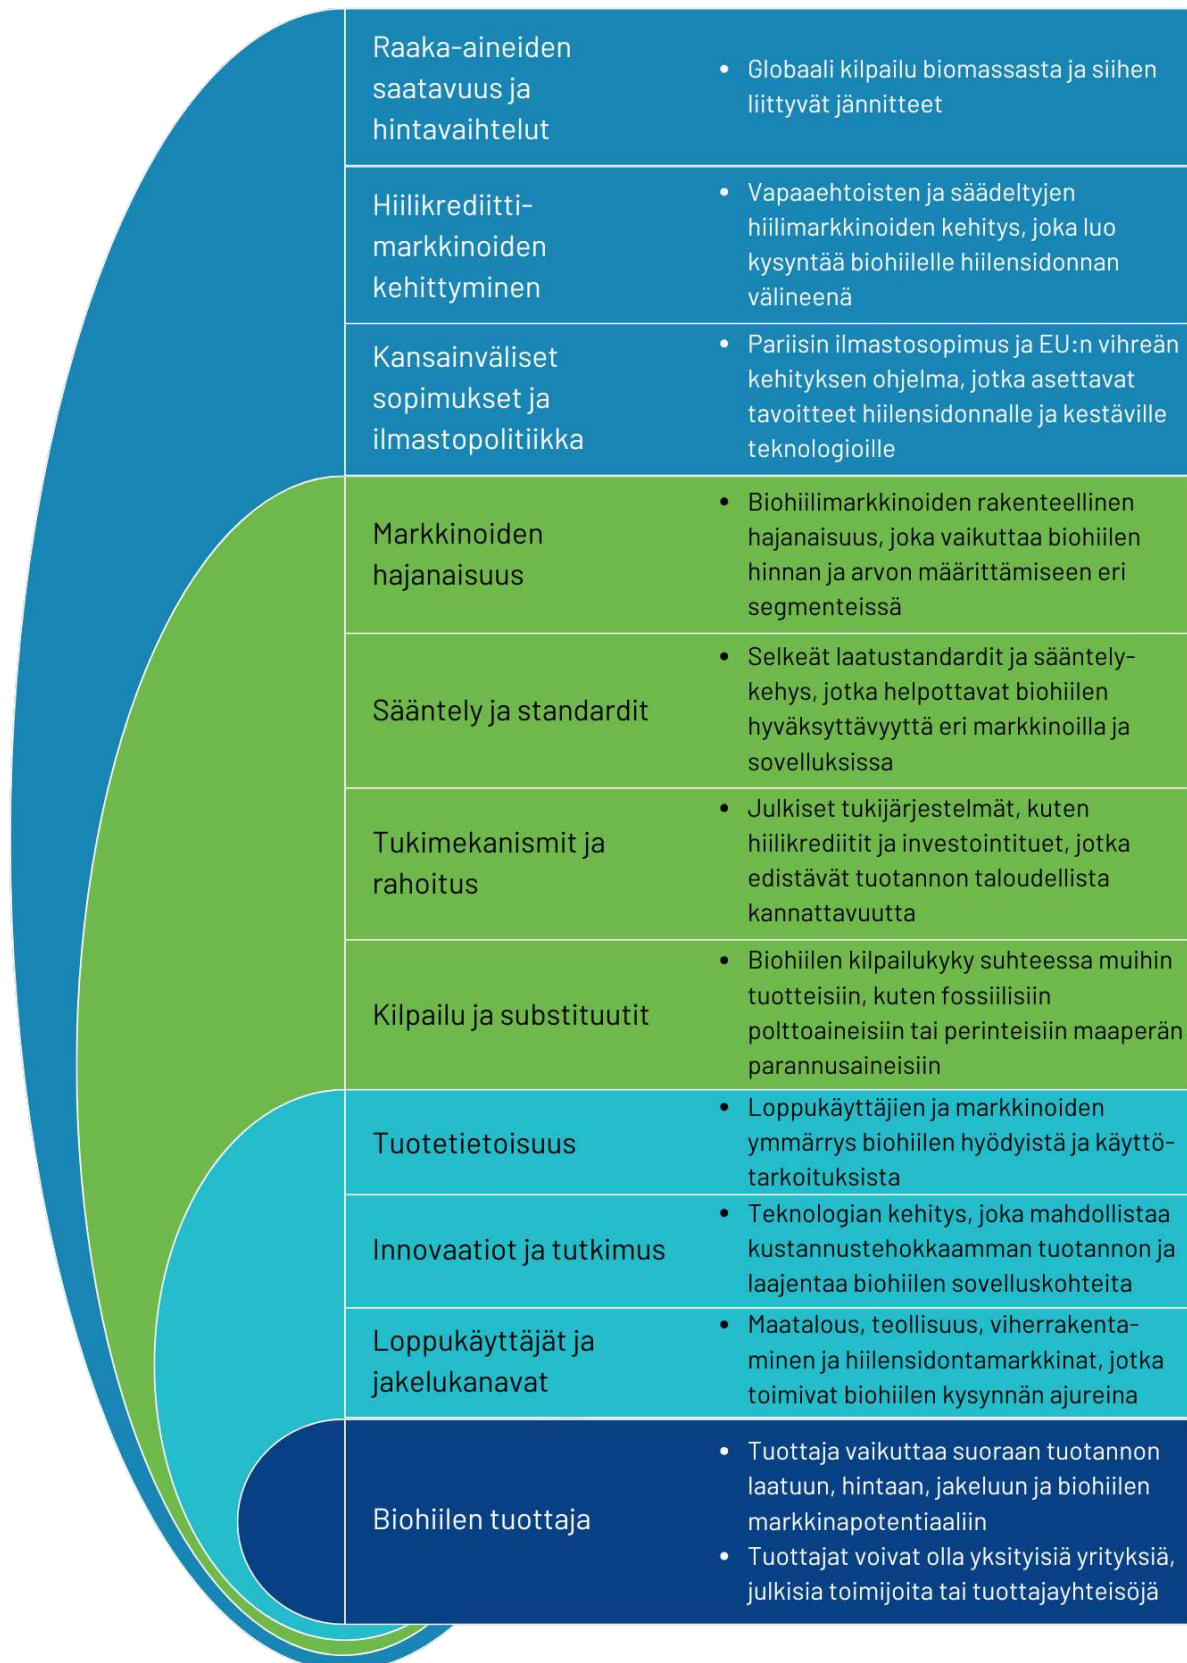 Raaka-aineiden
saatavuus ja
hintavaihtelut
• Globaali kilpailu biomassasta ja siihen
liittyvät jännitteet
Hiilikrediitti-
markkinoiden
kehittyminen
• Vapaaehtoisten ja säädeltyjen
hiilimarkkinoiden kehitys, joka luo
kysyntää biohiilelle hiilensidonnan
välineenä
Kansainväliset
sopimukset ja
ilmastopolitiikka
• Pariisin ilmastosopimus ja EU:n vihreän
kehityksen ohjelma, jotka asettavat
tavoitteet hiilensidonnalle ja kestäville
teknologioille
Markkinoiden
hajanaisuus
• Biohiilimarkkinoiden rakenteellinen
hajanaisuus, joka vaikuttaa biohiilen
hinnan ja arvon määrittämiseen eri
segmenteissä
Sääntely ja standardit
• Selkeät laatustandardit ja sääntely-
kehys, jotka helpottavat biohiilen
hyväksyttävyyttä eri markkinoilla ja
sovelluksissa
Tukimekanismit ja
rahoitus
• Julkiset tukijärjestelmät, kuten
hiilikrediitit ja investointituet, jotka
edistävät tuotannon taloudellista
kannattavuutta
Kilpailu ja substituutit
• Biohiilen kilpailukyky suhteessa muihin
tuotteisiin, kuten fossiilisiin
polttoaineisiin tai perinteisiin maaperän
parannusaineisiin
Tuotetietoisuus
• Loppukäyttäjien ja markkinoiden
ymmärrys biohiilen hyödyistä ja käyttö-
tarkoituksista
Innovaatiot ja tutkimus
• Teknologian kehitys, joka mahdollistaa
kustannustehokkaamman tuotannon ja
laajentaa biohiilen sovelluskohteita
Loppukäyttäjät ja
jakelukanavat
• Maatalous, teollisuus, viherrakenta-
minen ja hiilensidontamarkkinat, jotka
toimivat biohiilen kysynnän ajureina
Biohiilen tuottaja
• Tuottaja vaikuttaa suoraan tuotannon
laatuun, hintaan, jakeluun ja biohiilen
markkinapotentiaaliin
• Tuottajat voivat olla yksityisiä yrityksiä,
julkisia toimijoita tai tuottajayhteisöjä